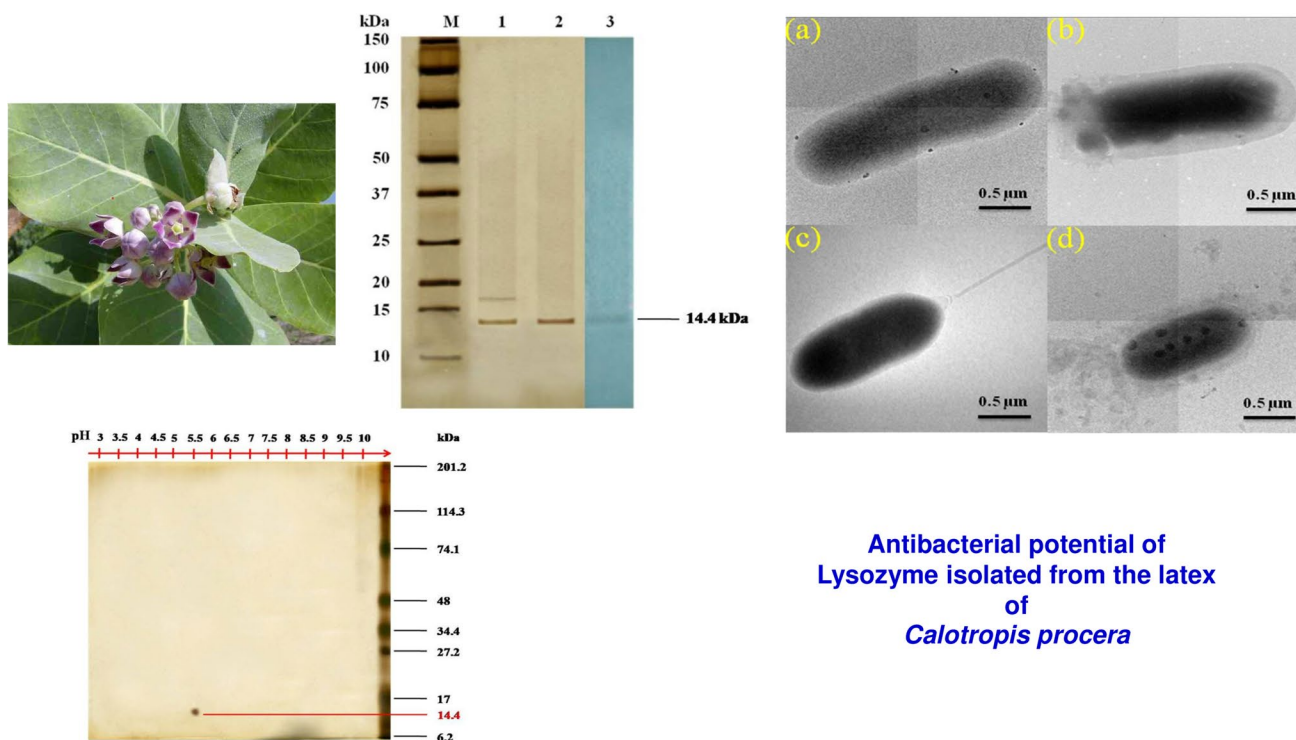 kDa M 1 2 3
150
100
75
50
37
25
20
15
10
14.4 kDa
(a)
0.5 µm
(b)
0.5 µm
(c)
0.5 µm
(d)
0.5 µm
pH 3 3.5 4 4.5 5 5.5 6 6.5 7 7.5 8 8.5 9 9.5 10 kDa
201.2
114.3
74.1
48
34.4
27.2
17
14.4
6.2
Antibacterial potential of
Lysozyme isolated from the latex
of
Calotropis procera